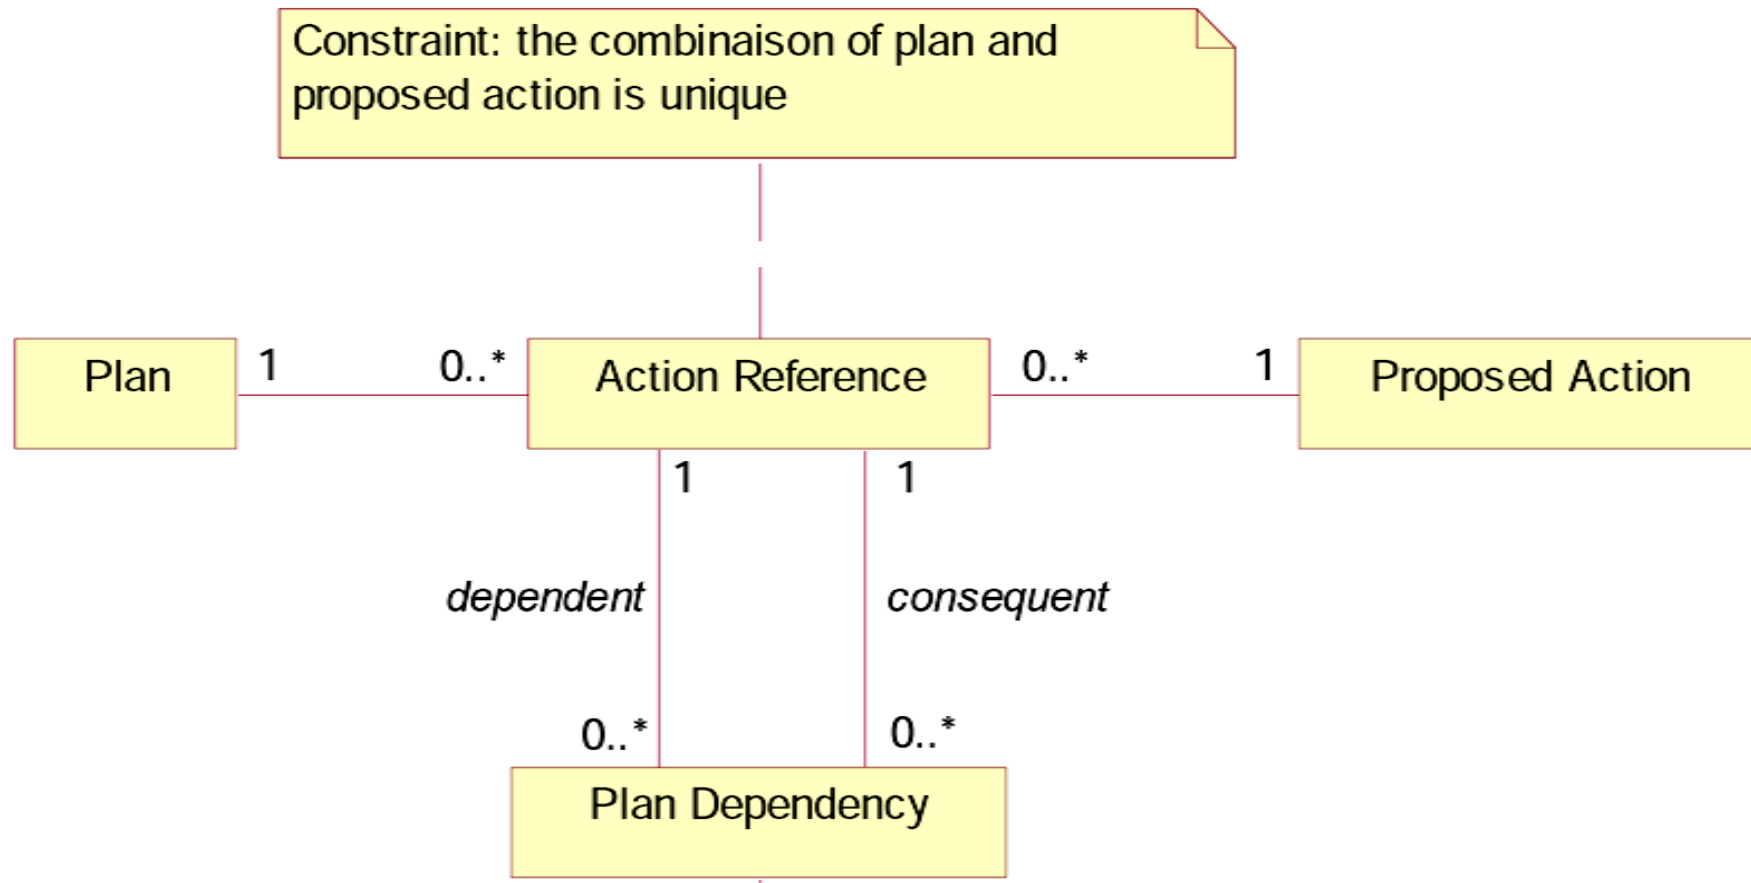 Constraint: the combinaison of plan and
proposed action is unique
Plan
1
0..*
Action Reference
0..*
1
Proposed Action
1
1
dependent
consequent
0..*
0..*
Plan Dependency